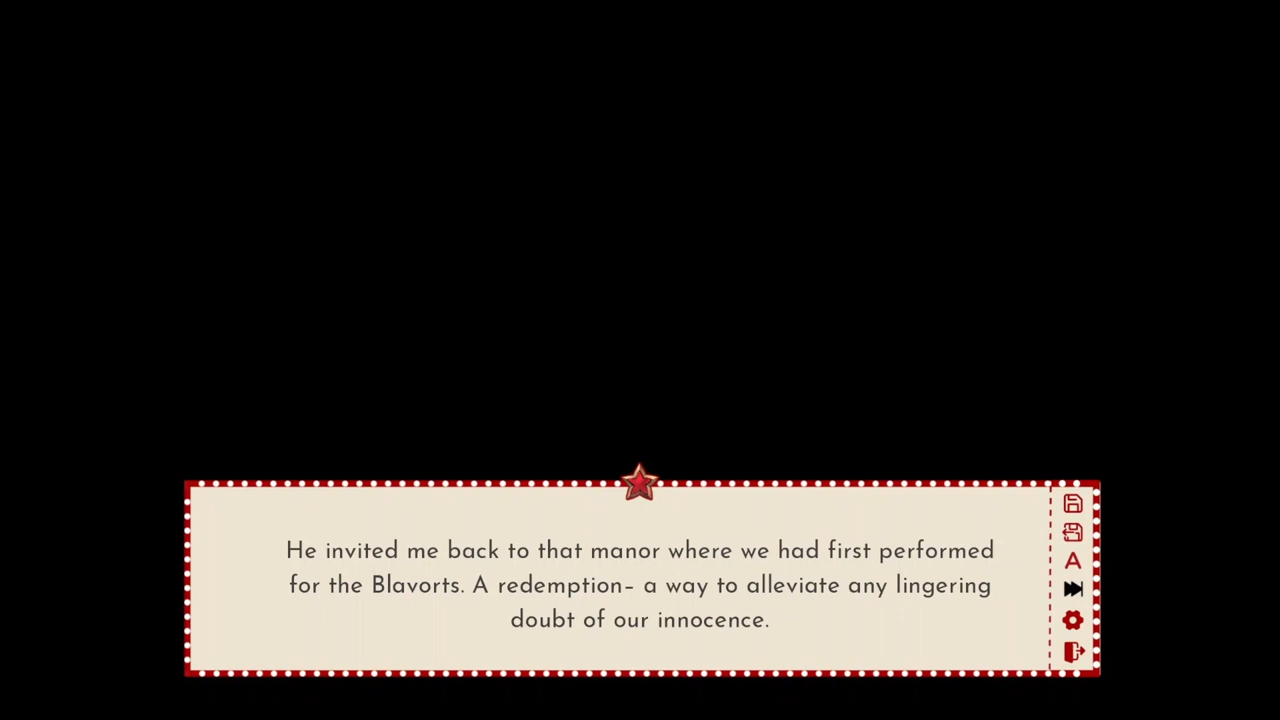 He invited me back to that manor where we had first performed
for the Blavorts. A redemption– a way to alleviate any lingering
doubt of our innocence.
A